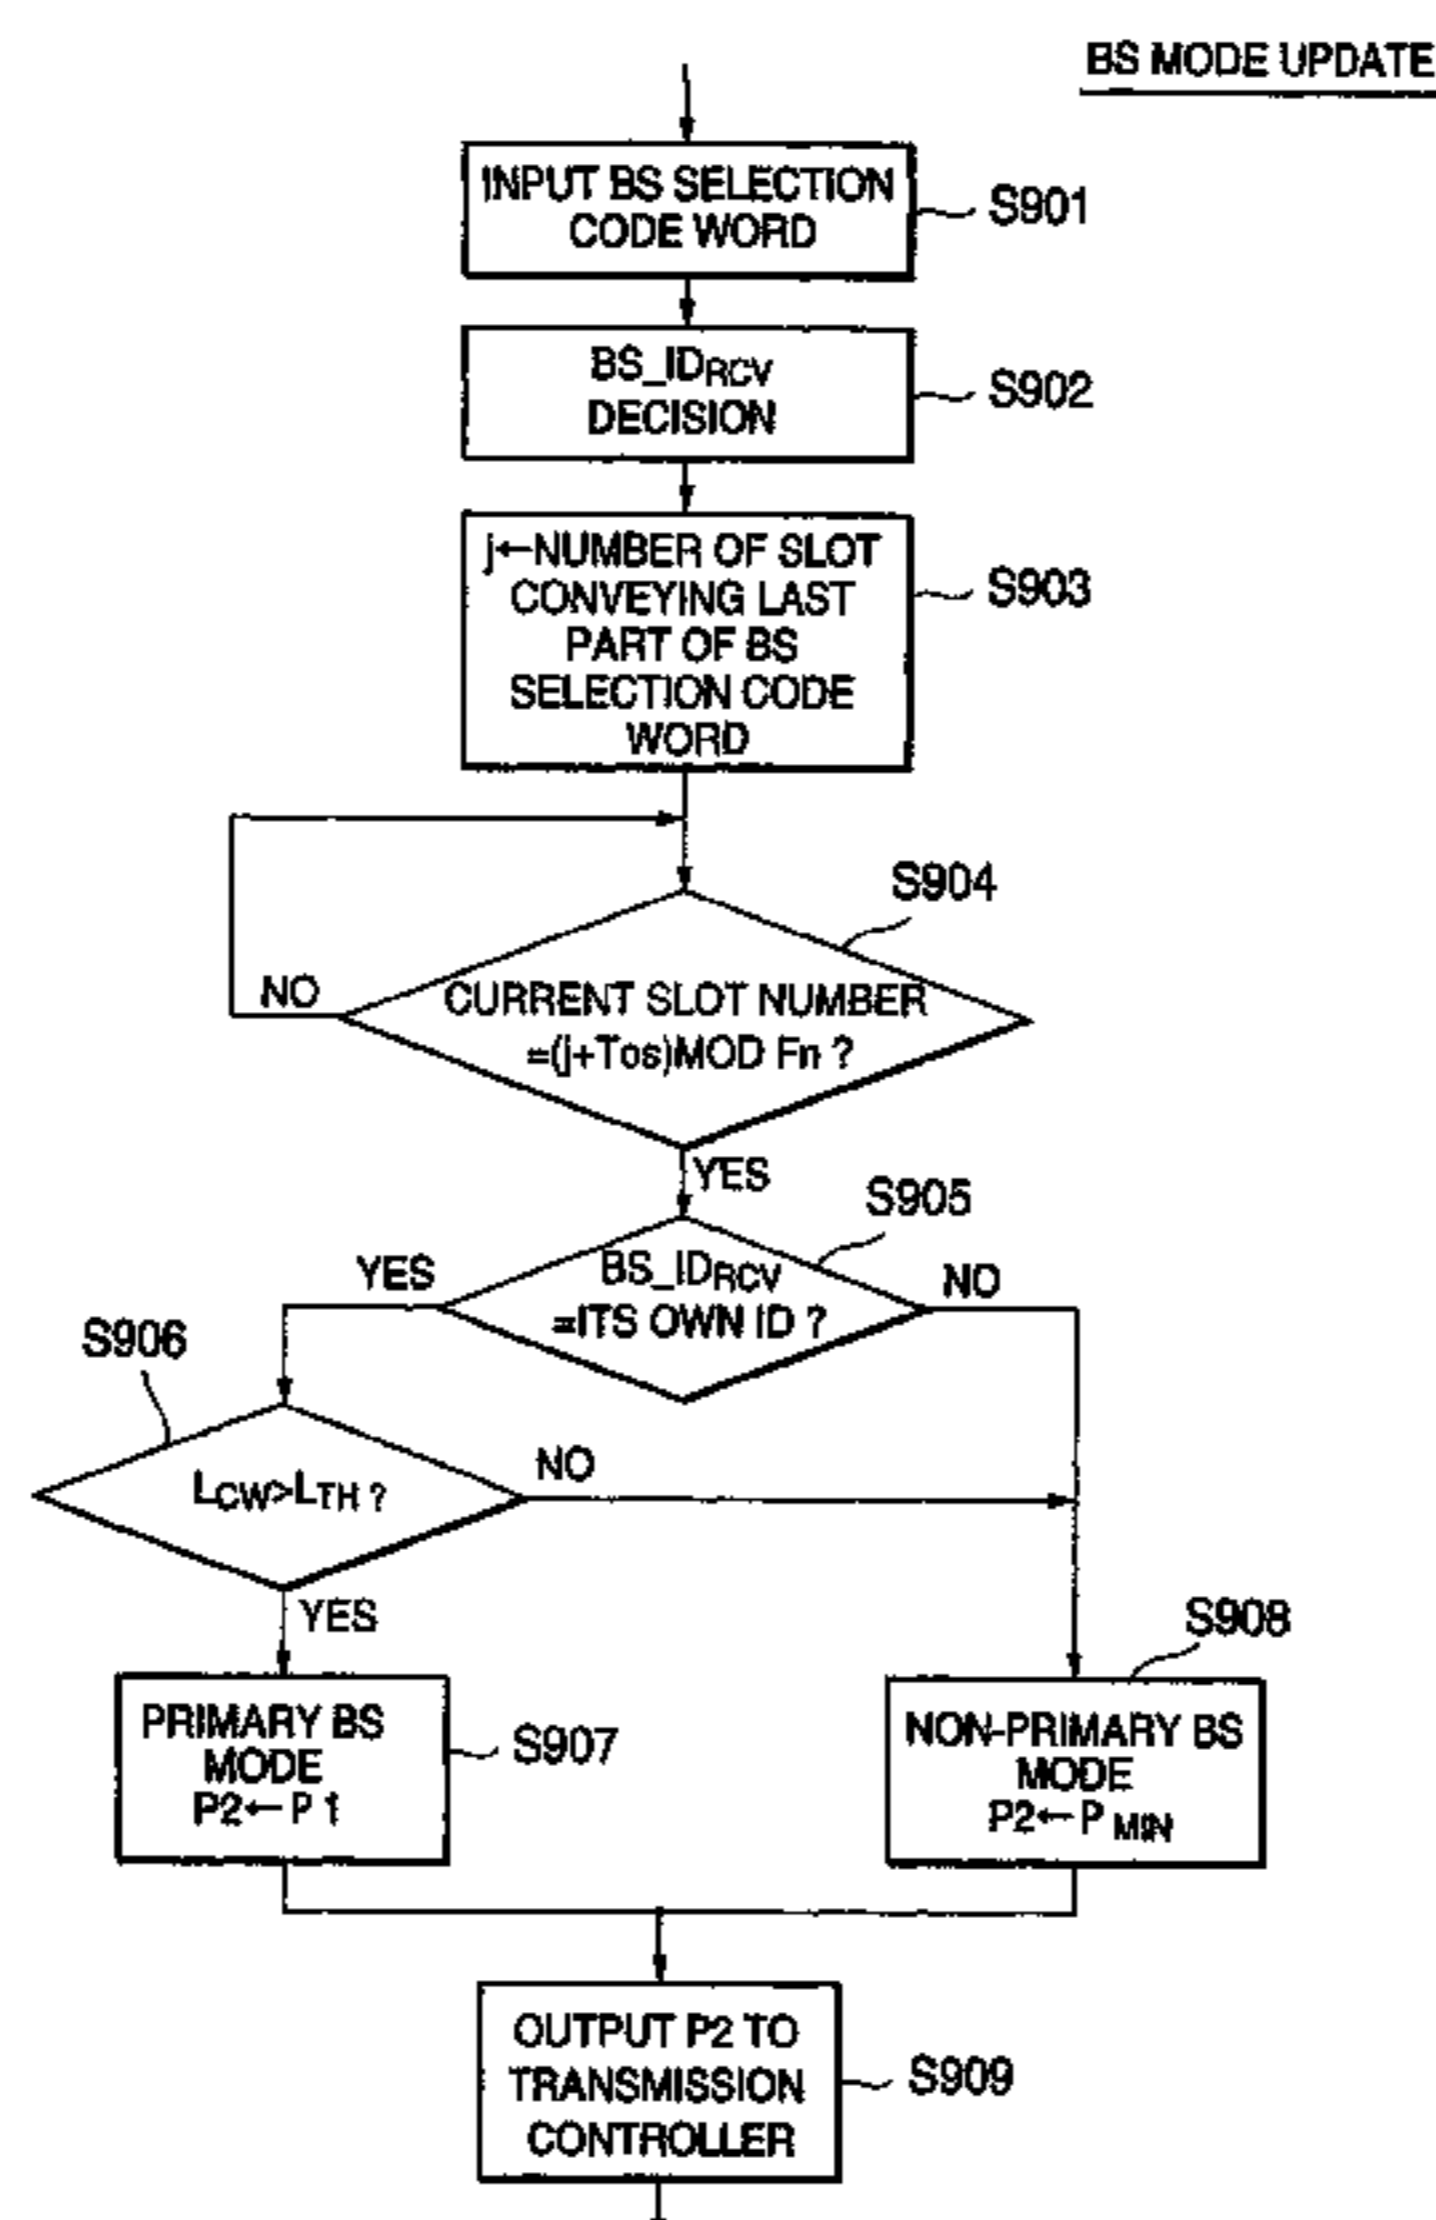 BS MODE UPDATE
INPUT BS SELECTION
CODE WORD
S901
BS_IDRCV
DECISION
S902
j←NUMBER OF SLOT
CONVEYING LAST
PART OF BS
SELECTION CODE
WORD
S903
S904
NO
CURRENT SLOT NUMBER
=(j+Tos)MOD Fn ?
YES
S905
YES
BS_IDRCV
=ITS OWN ID ?
NO
S906
LCW>LTH ?
NO
YES
S908
PRIMARY BS
MODE
P2←P1
S907
NON-PRIMARY BS
MODE
P2←P MIN
OUTPUT P2 TO
TRANSMISSION
CONTROLLER
S909